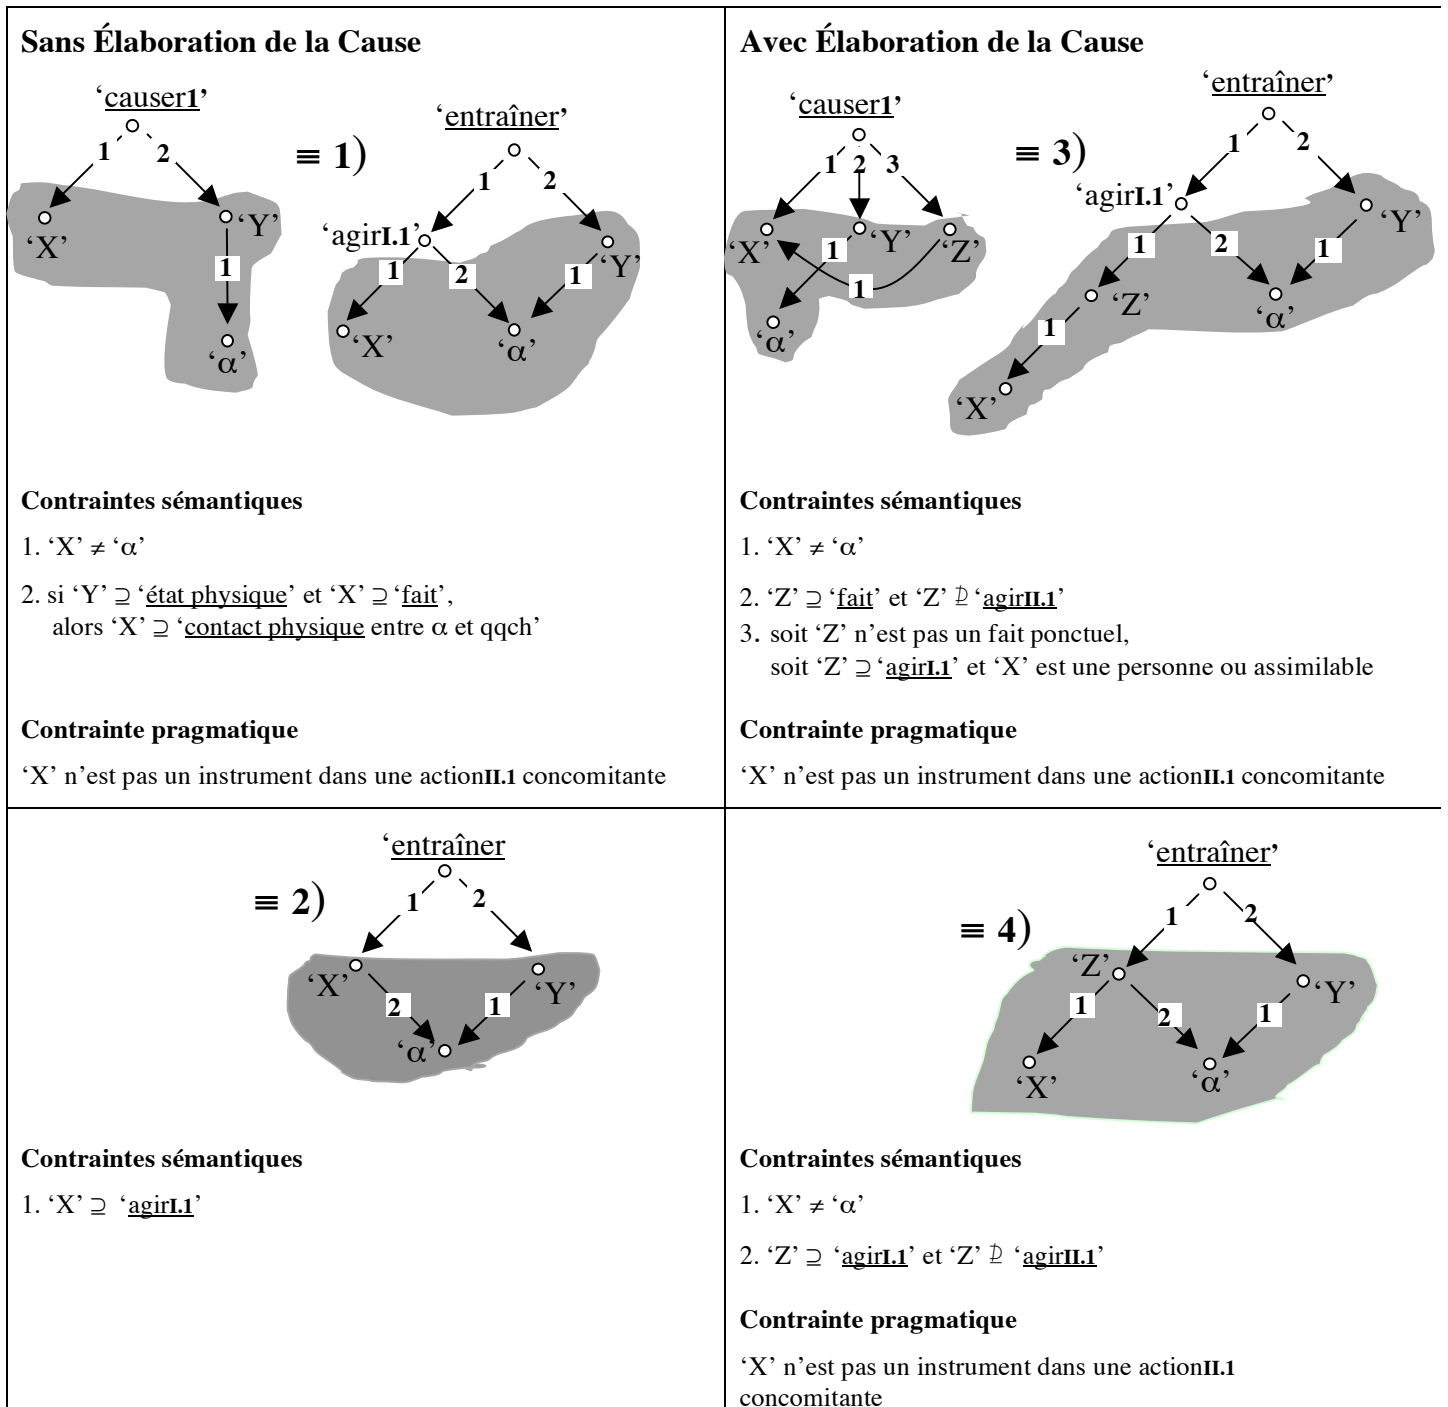 Sans Élaboration de la Cause
‘causer1’
1 2
‘X’
‘Y’
1
‘α’
≡ 1)
‘entraîner’
1 2
‘agirI.1’
1 2 1
‘Y’
‘X’
‘α’
Contraintes sémantiques
1. ‘X’ ≠ ‘α’
2. si ‘Y’ ⊇ ‘état physique’ et ‘X’ ⊇ ‘fait’,
alors ‘X’ ⊇ ‘contact physique entre α et qqch’
Contrainte pragmatique
‘X’ n’est pas un instrument dans une actionII.1 concomitante
Avec Élaboration de la Cause
‘causer1’
1 2 3
‘X’
‘Y’
‘Z’
1
1
‘α’
≡ 3)
‘entraîner’
1 2
‘agirI.1’
‘Y’
1 2 1
‘Z’
‘α’
1
‘X’
Contraintes sémantiques
1. ‘X’ ≠ ‘α’
2. ‘Z’ ⊇ ‘fait’ et ‘Z’ ⊉ ‘agirII.1’
3. soit ‘Z’ n’est pas un fait ponctuel,
soit ‘Z’ ⊇ ‘agirI.1’ et ‘X’ est une personne ou assimilable
Contrainte pragmatique
‘X’ n’est pas un instrument dans une actionII.1 concomitante
≡ 2)
‘entraîner
1 2
‘X’
‘Y’
2 1
‘α’
Contraintes sémantiques
1. ‘X’ ⊇ ‘agirI.1’
≡ 4)
‘entraîner’
1 2
‘Z’
‘Y’
1 2 1
‘X’
‘α’
Contraintes sémantiques
1. ‘X’ ≠ ‘α’
2. ‘Z’ ⊇ ‘agirI.1’ et ‘Z’ ⊉ ‘agirII.1’
Contrainte pragmatique
‘X’ n’est pas un instrument dans une actionII.1
concomitante